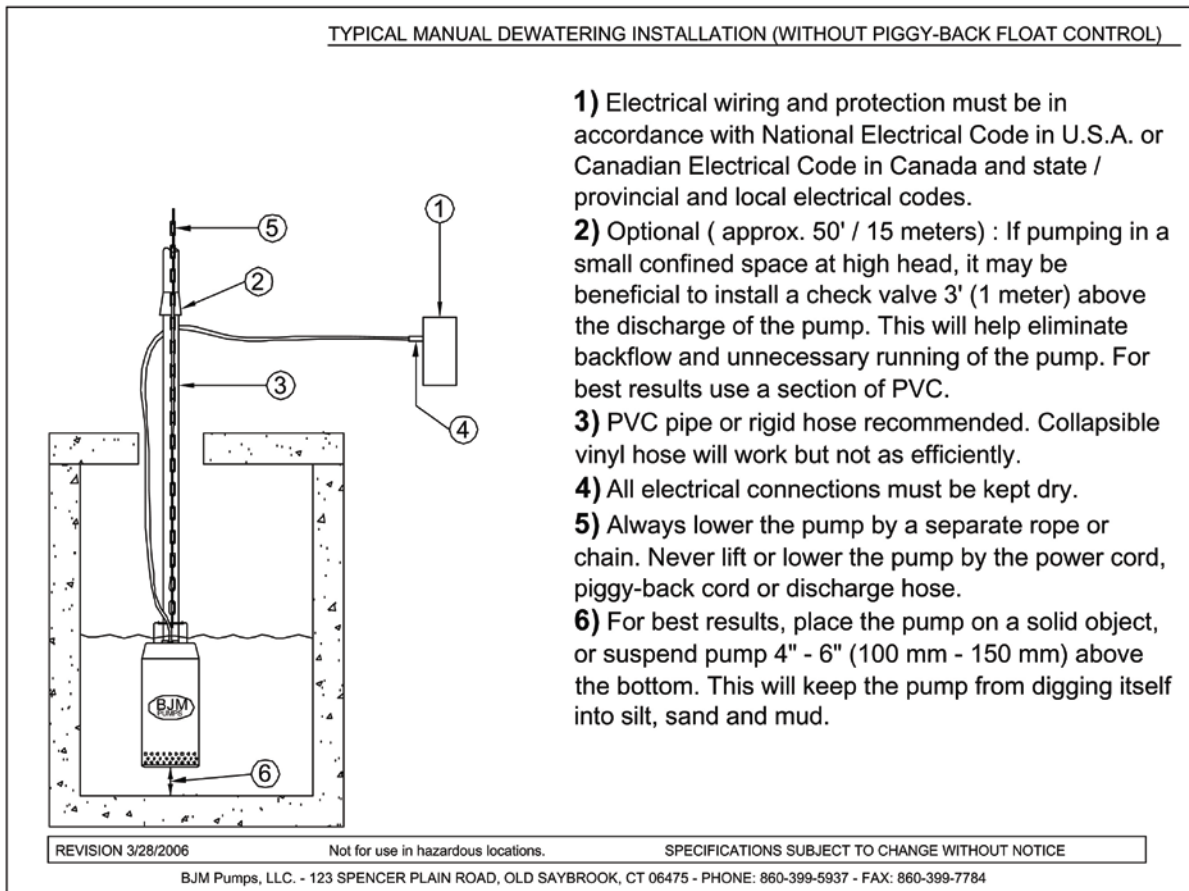 TYPICAL MANUAL DEWATERING INSTALLATION (WITHOUT PIGGY-BACK FLOAT CONTROL)
1) Electrical wiring and protection must be in
accordance with National Electrical Code in U.S.A. or
Canadian Electrical Code in Canada and state /
provincial and local electrical codes.
2) Optional ( approx. 50' / 15 meters) : If pumping in a
small confined space at high head, it may be
beneficial to install a check valve 3' (1 meter) above
the discharge of the pump. This will help eliminate
backflow and unnecessary running of the pump. For
best results use a section of PVC.
3) PVC pipe or rigid hose recommended. Collapsible
vinyl hose will work but not as efficiently.
4) All electrical connections must be kept dry.
5) Always lower the pump by a separate rope or
chain. Never lift or lower the pump by the power cord,
piggy-back cord or discharge hose.
6) For best results, place the pump on a solid object,
or suspend pump 4" - 6" (100 mm - 150 mm) above
the bottom. This will keep the pump from digging itself
into silt, sand and mud.
1
5
2
3
4
BJM
PUMPS
6
REVISION 3/28/2006 Not for use in hazardous locations. SPECIFICATIONS SUBJECT TO CHANGE WITHOUT NOTICE
BJM Pumps, LLC. - 123 SPENCER PLAIN ROAD, OLD SAYBROOK, CT 06475 - PHONE: 860-399-5937 - FAX: 860-399-7784